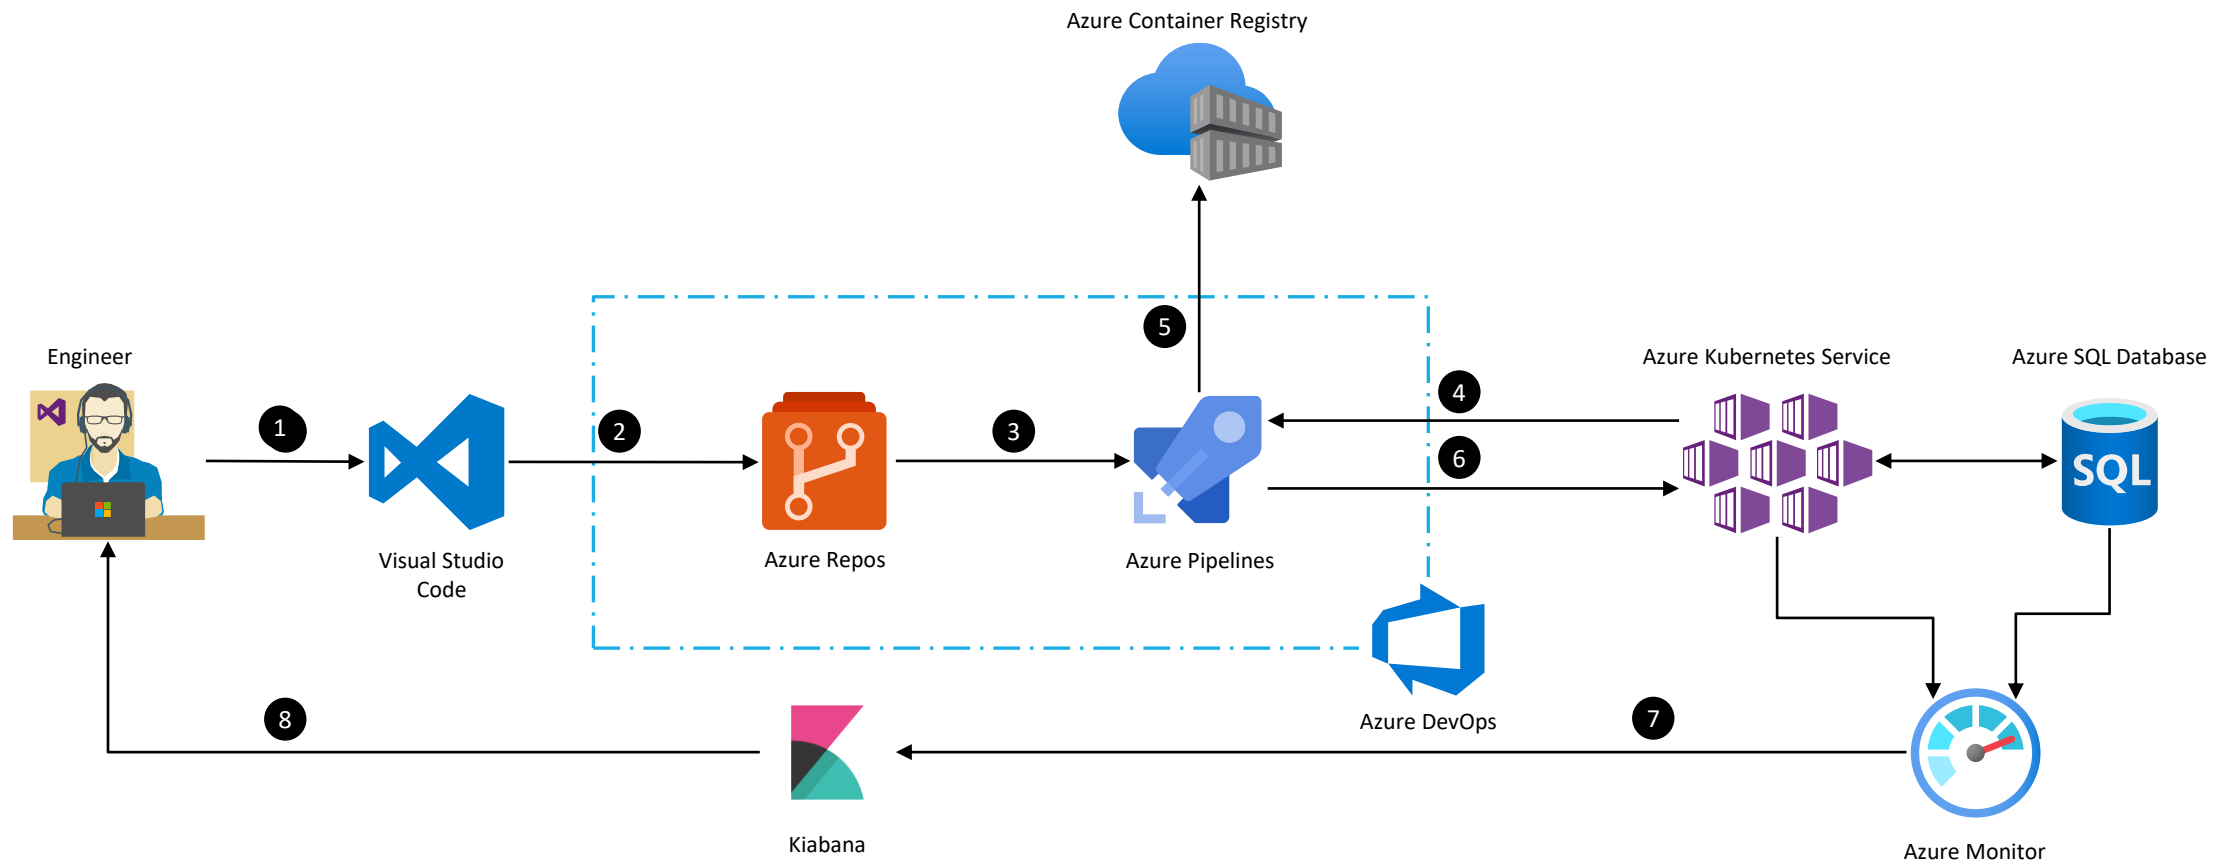 Azure Container Registry
5
Engineer
Azure Kubernetes Service
Azure SQL Database
4
1
2
3
6
SQL
Visual Studio
Code
Azure Repos
Azure Pipelines
8
Azure DevOps
7
Kiabana
Azure Monitor